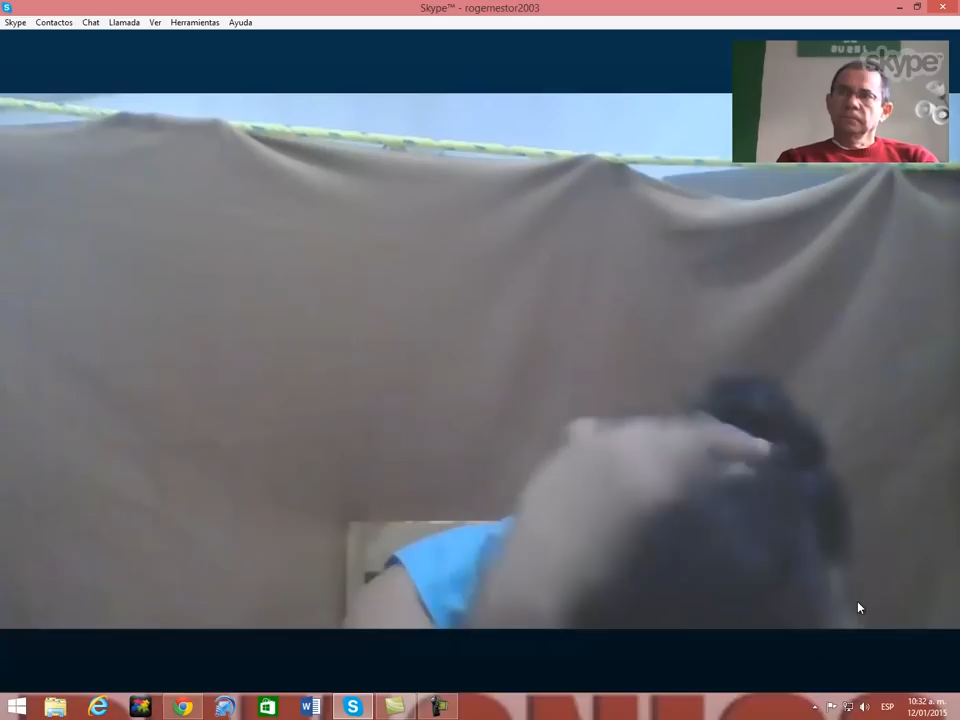 Skype™ - rogernestor2003
Skype Contactos Chat Llamada Ver Herramientas Ayuda
skype
ESP
10:32 a. m.
12/01/2015